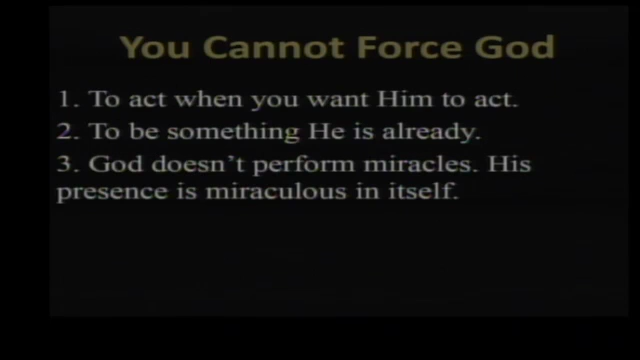 You Cannot Force God
1. To act when you want Him to act.
2. To be something He is already.
3. God doesn't perform miracles. His
presence is miraculous in itself.